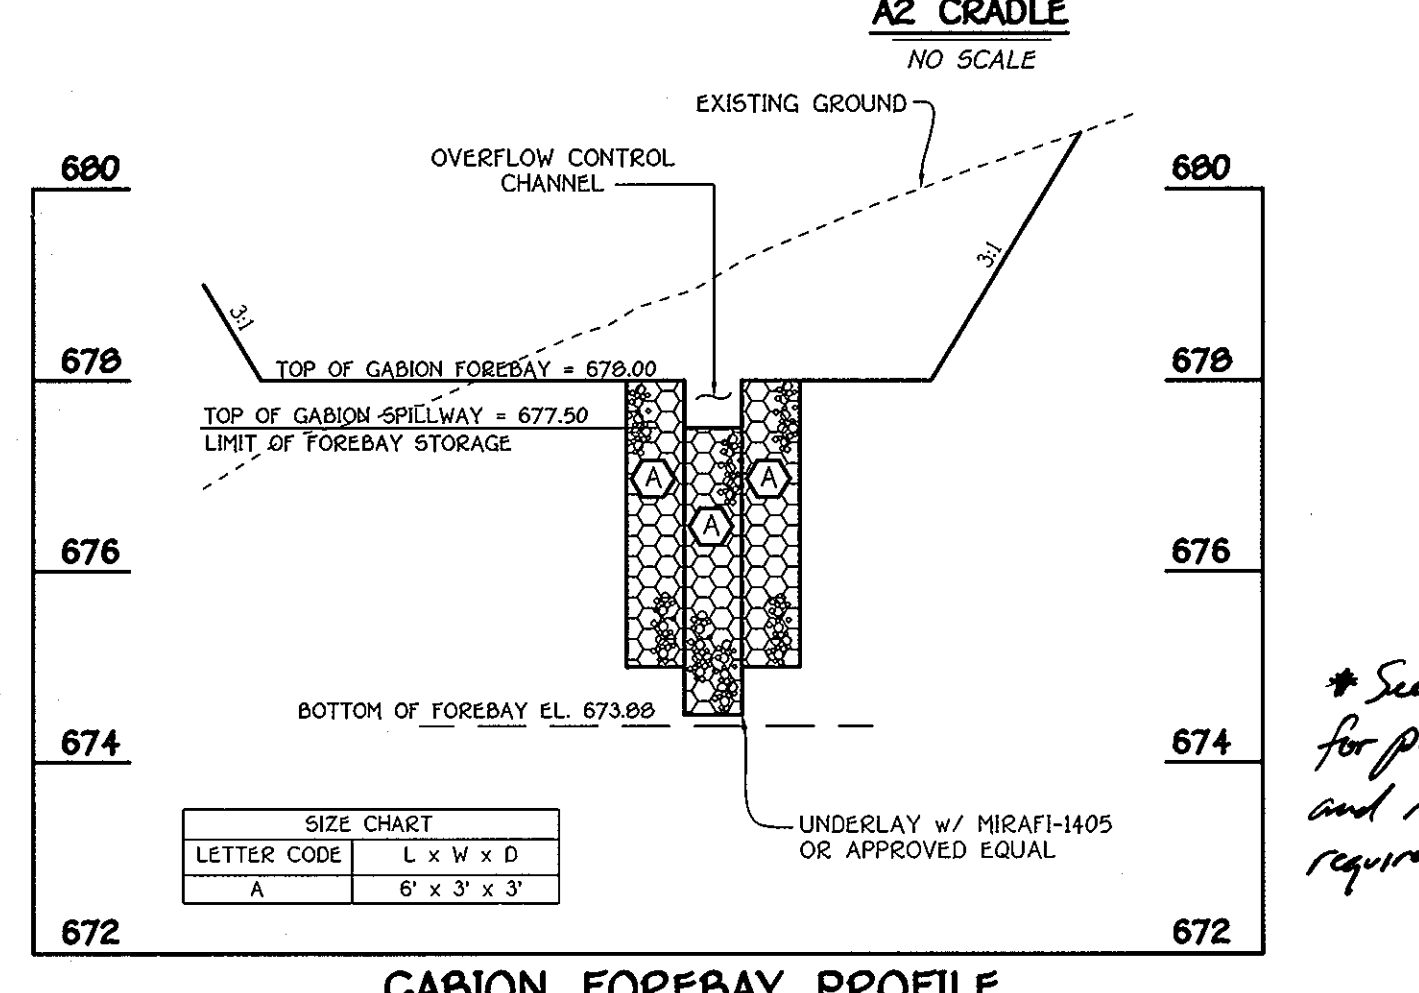 A2 CRADLE
NO SCALE
EXISTING GROUND
OVERFLOW CONTROL
CHANNEL
680
680
3:1
3:1
678
678
TOP OF GABION FOREBAY = 678.00
TOP OF GABION SPILLWAY = 677.50
LIMIT OF FOREBAY STORAGE
A
A
A
676
676
BOTTOM OF FOREBAY EL. 673.88
674
674
* See
for p
and
requir
UNDERLAY w/ MIRAFI-1405
OR APPROVED EQUAL
SIZE CHART
LETTER CODE L x W x D
A 6' x 3' x 3'
672
672
GABION FOREBAY PROFILE